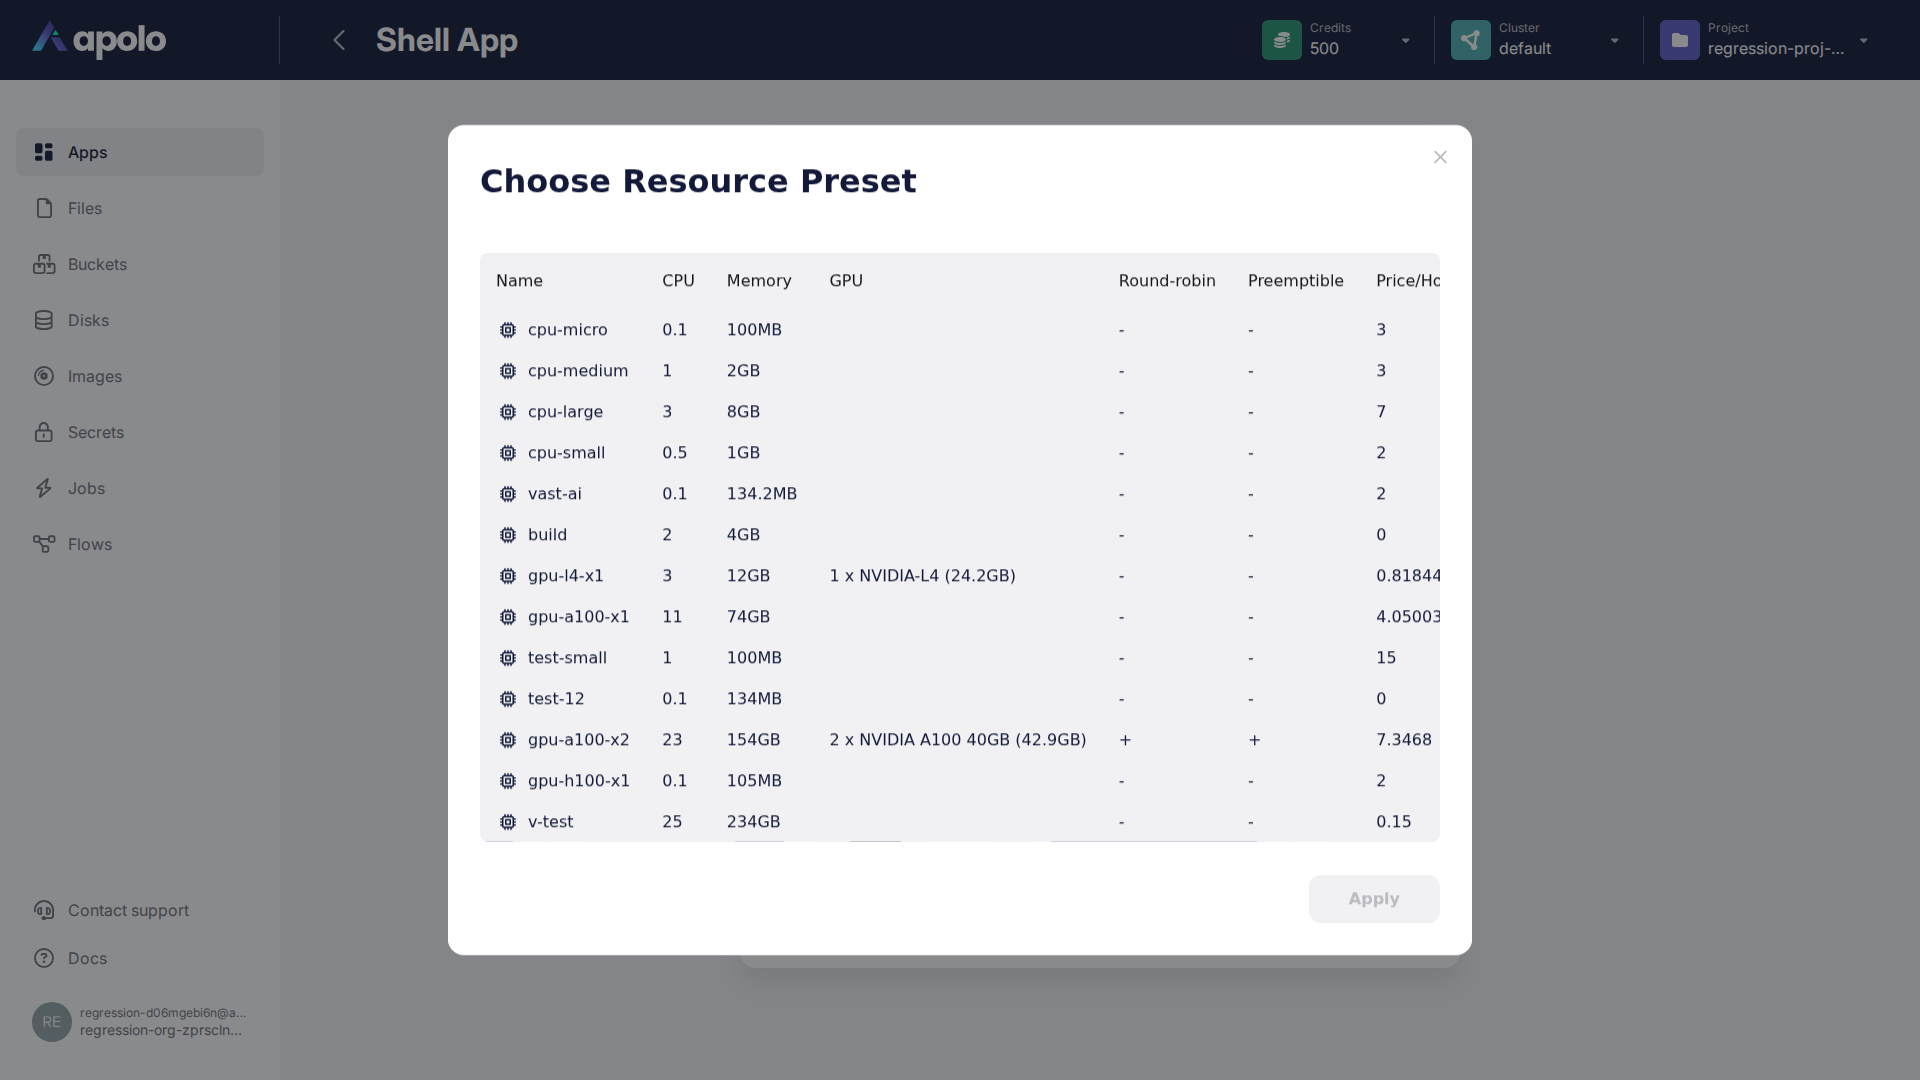 apolo
Shell App
Credits
500
Cluster
default
Project
regression-proj-...
Apps
Files
Buckets
Disks
Images
Secrets
Jobs
Flows
Contact support
Docs
RE
regression-d06mgebi6n@a...
regression-org-zprscln...
Choose Resource Preset
Name CPU Memory GPU Round-robin Preemptible Price/Ho
cpu-micro 0.1 100MB - - 3
cpu-medium 1 2GB - - 3
cpu-large 3 8GB - - 7
cpu-small 0.5 1GB - - 2
vast-ai 0.1 134.2MB - - 2
build 2 4GB - - 0
gpu-l4-x1 3 12GB 1 x NVIDIA-L4 (24.2GB) - - 0.81844
gpu-a100-x1 11 74GB - - 4.05003
test-small 1 100MB - - 15
test-12 0.1 134MB - - 0
gpu-a100-x2 23 154GB 2 x NVIDIA A100 40GB (42.9GB) + + 7.3468
gpu-h100-x1 0.1 105MB - - 2
v-test 25 234GB - - 0.15
Apply